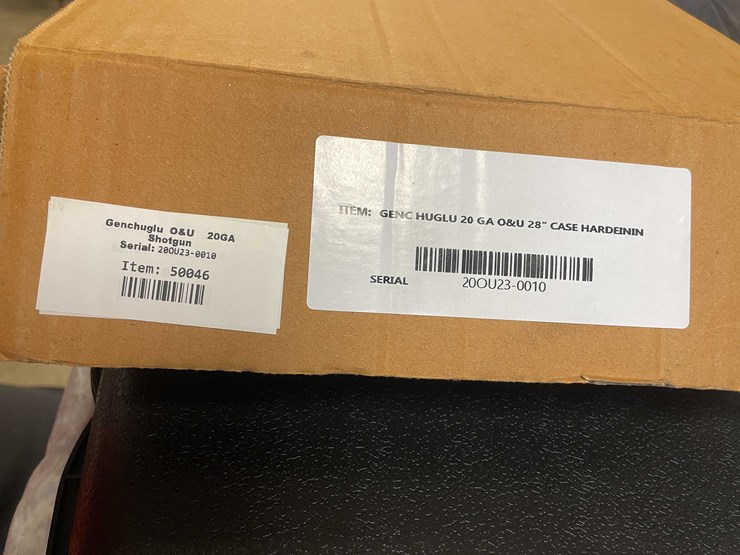 Genchuglu O&U 20GA
Shotgun
Serial: 20OU23-0010
Item: 50046
ITEM: GENC HUGLU 20 GA O&U 28" CASE HARDEININ
SERIAL
20OU23-0010